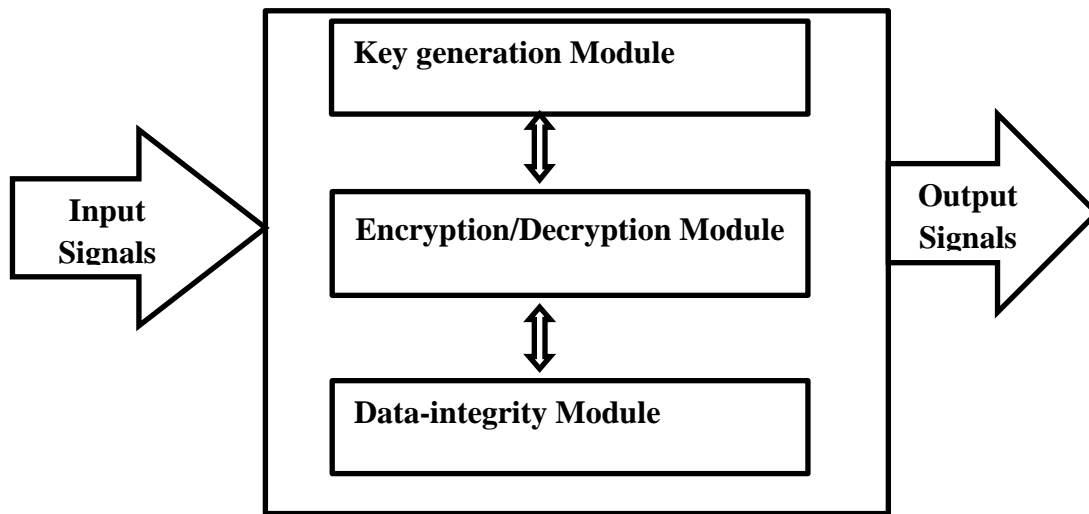 Key generation Module
Input
Signals
Encryption/Decryption Module
Output
Signals
Data-integrity Module